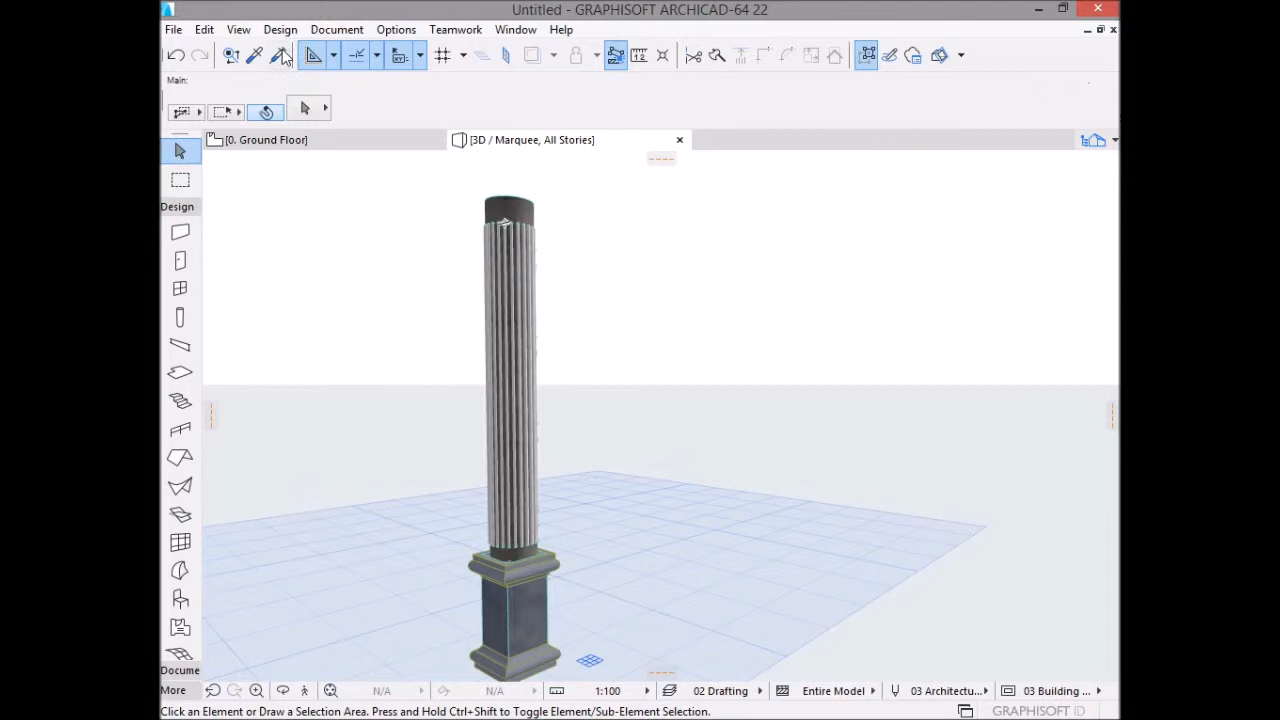 Untitled - GRAPHISOFT ARCHICAD-64 22
File Edit View Design Document Options Teamwork Window Help
Main:
[0. Ground Floor] [3D / Marquee, All Stories]
Design
Docume
More N/A N/A 1:100 02 Drafting Entire Model 03 Architectu... 03 Building ...
Click an Element or Draw a Selection Area. Press and Hold Ctrl+Shift to Toggle Element/Sub-Element Selection. GRAPHISOFT ID